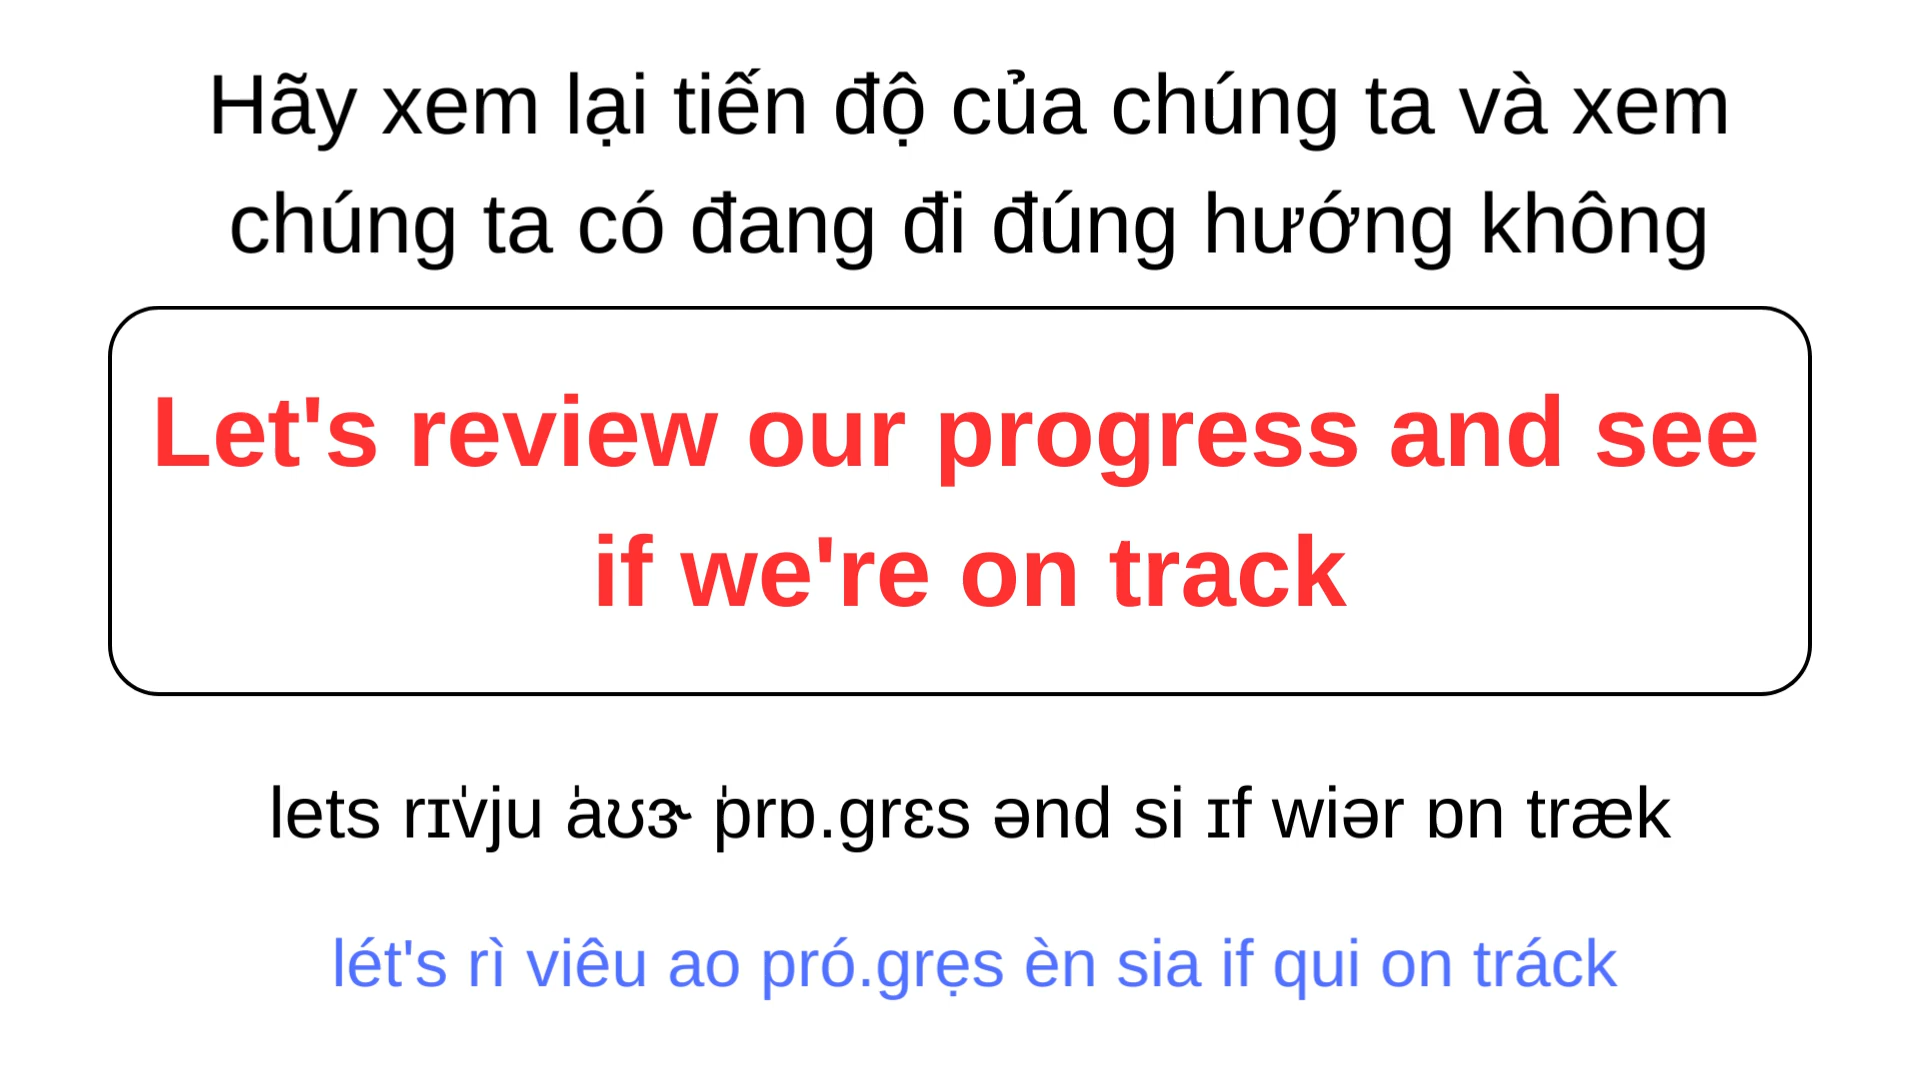 Hãy xem lại tiến độ của chúng ta và xem
chúng ta có đang đi đúng hướng không
Let's review our progress and see
if we're on track
lets rɪˈvju ˈaʊɝ ˈprɒ.grɛs ənd si ɪf wiər ɒn træk
lét's rì viêu ao pró.grẹs èn sia if qui on tráck